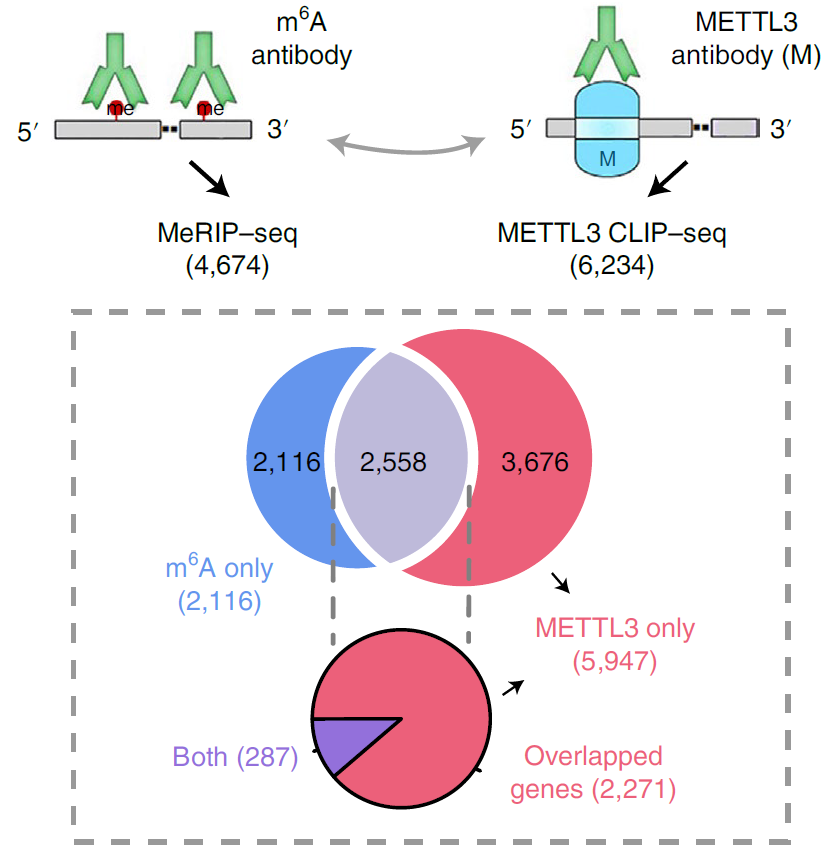 m⁶A
antibody
METTL3
antibody (M)
me
me
5′
3′
5′
M
3′
MeRIP–seq
(4,674)
METTL3 CLIP–seq
(6,234)
2,116
2,558
3,676
m⁶A only
(2,116)
METTL3 only
(5,947)
Both (287)
Overlapped
genes (2,271)